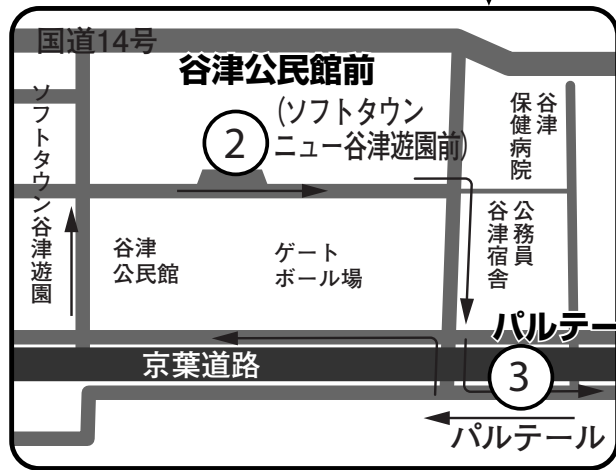 国道14号
谷津公民館前
2
(ソフトタウン
ニュー谷津遊園前)
ソフトタウン谷津遊園
谷津
保健病院
公務員
谷津宿舎
谷津
公民館
ゲート
ボール場
パルテー
京葉道路
3
パルテール